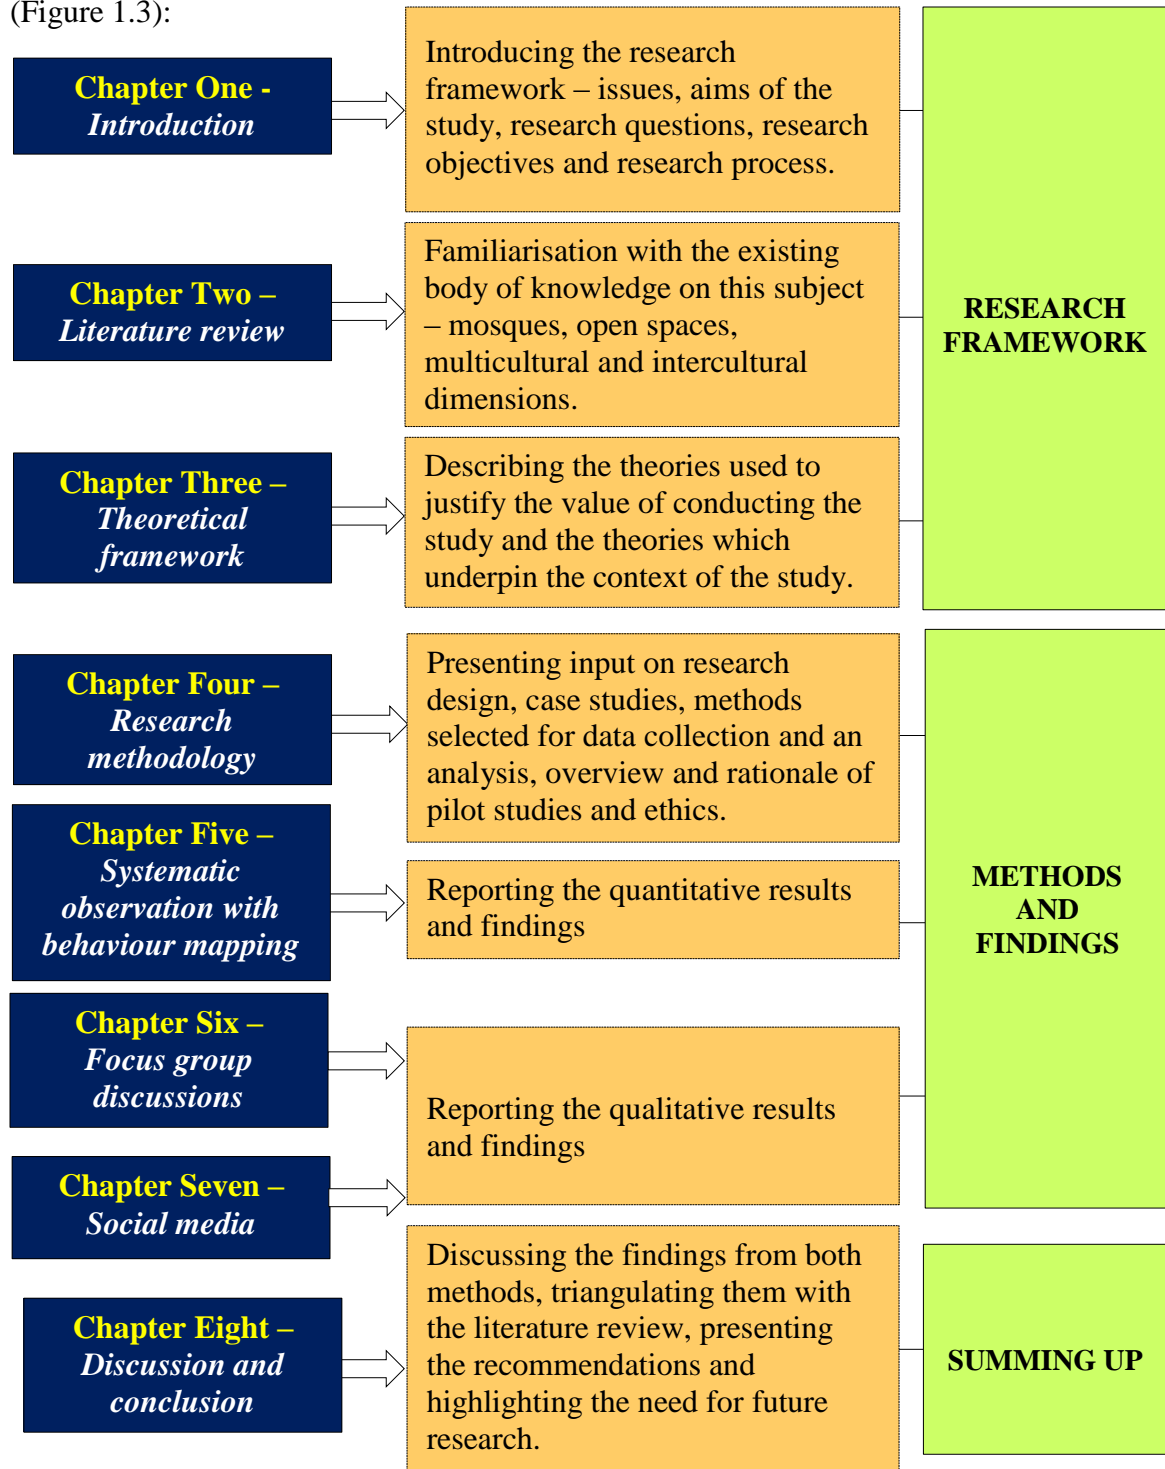 (Figure 1.3):
Chapter One -
Introduction
Introducing the research
framework – issues, aims of the
study, research questions, research
objectives and research process.
Chapter Two –
Literature review
Familiarisation with the existing
body of knowledge on this subject
– mosques, open spaces,
multicultural and intercultural
dimensions.
RESEARCH
FRAMEWORK
Chapter Three –
Theoretical
framework
Describing the theories used to
justify the value of conducting the
study and the theories which
underpin the context of the study.
Chapter Four –
Research
methodology
Presenting input on research
design, case studies, methods
selected for data collection and an
analysis, overview and rationale of
pilot studies and ethics.
Chapter Five –
Systematic
observation with
behaviour mapping
Reporting the quantitative results
and findings
METHODS
AND
FINDINGS
Chapter Six –
Focus group
discussions
Reporting the qualitative results
and findings
Chapter Seven –
Social media
Chapter Eight –
Discussion and
conclusion
Discussing the findings from both
methods, triangulating them with
the literature review, presenting
the recommendations and
highlighting the need for future
research.
SUMMING UP